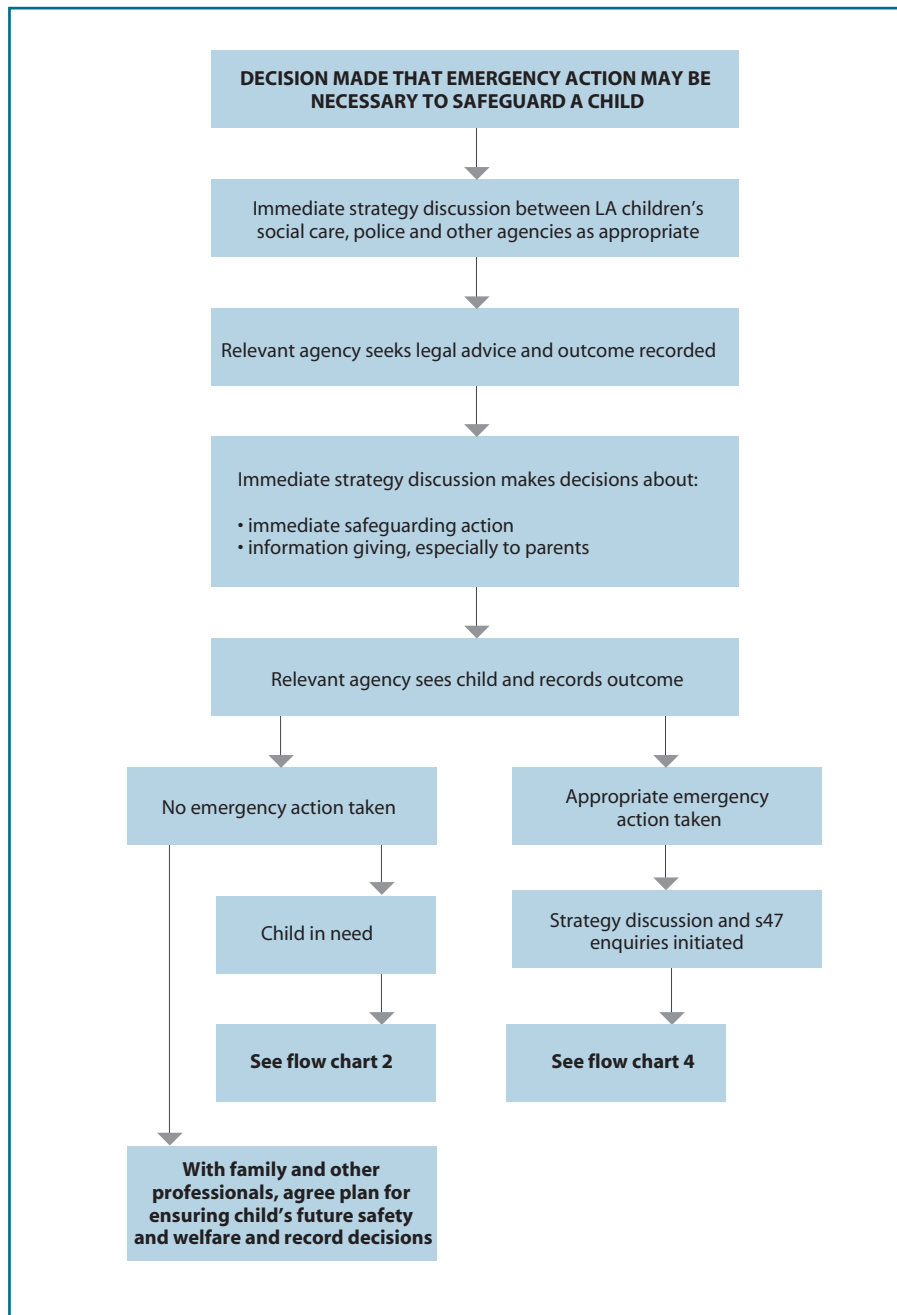 DECISION MADE THAT EMERGENCY ACTION MAY BE
NECESSARY TO SAFEGUARD A CHILD
Immediate strategy discussion between LA children’s
social care, police and other agencies as appropriate
Relevant agency seeks legal advice and outcome recorded
Immediate strategy discussion makes decisions about:
• immediate safeguarding action
• information giving, especially to parents
Relevant agency sees child and records outcome
No emergency action taken
Appropriate emergency
action taken
Child in need
Strategy discussion and s47
enquiries initiated
See flow chart 2
See flow chart 4
With family and other
professionals, agree plan for
ensuring child’s future safety
and welfare and record decisions